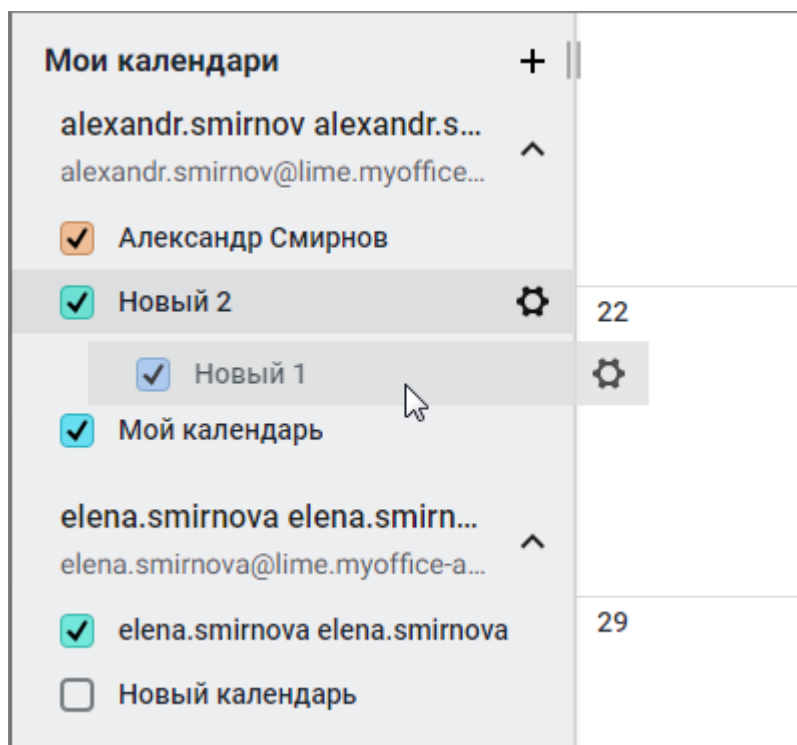 Мои календари
alexandr.smirnov alexandr.s...
alexandr.smirnov@lime.myoffice...
Александр Смирнов
Новый 2
22
Новый 1
Мой календарь
elena.smirnova elena.smirn...
elena.smirnova@lime.myoffice-a...
elena.smirnova elena.smirnova
29
Новый календарь